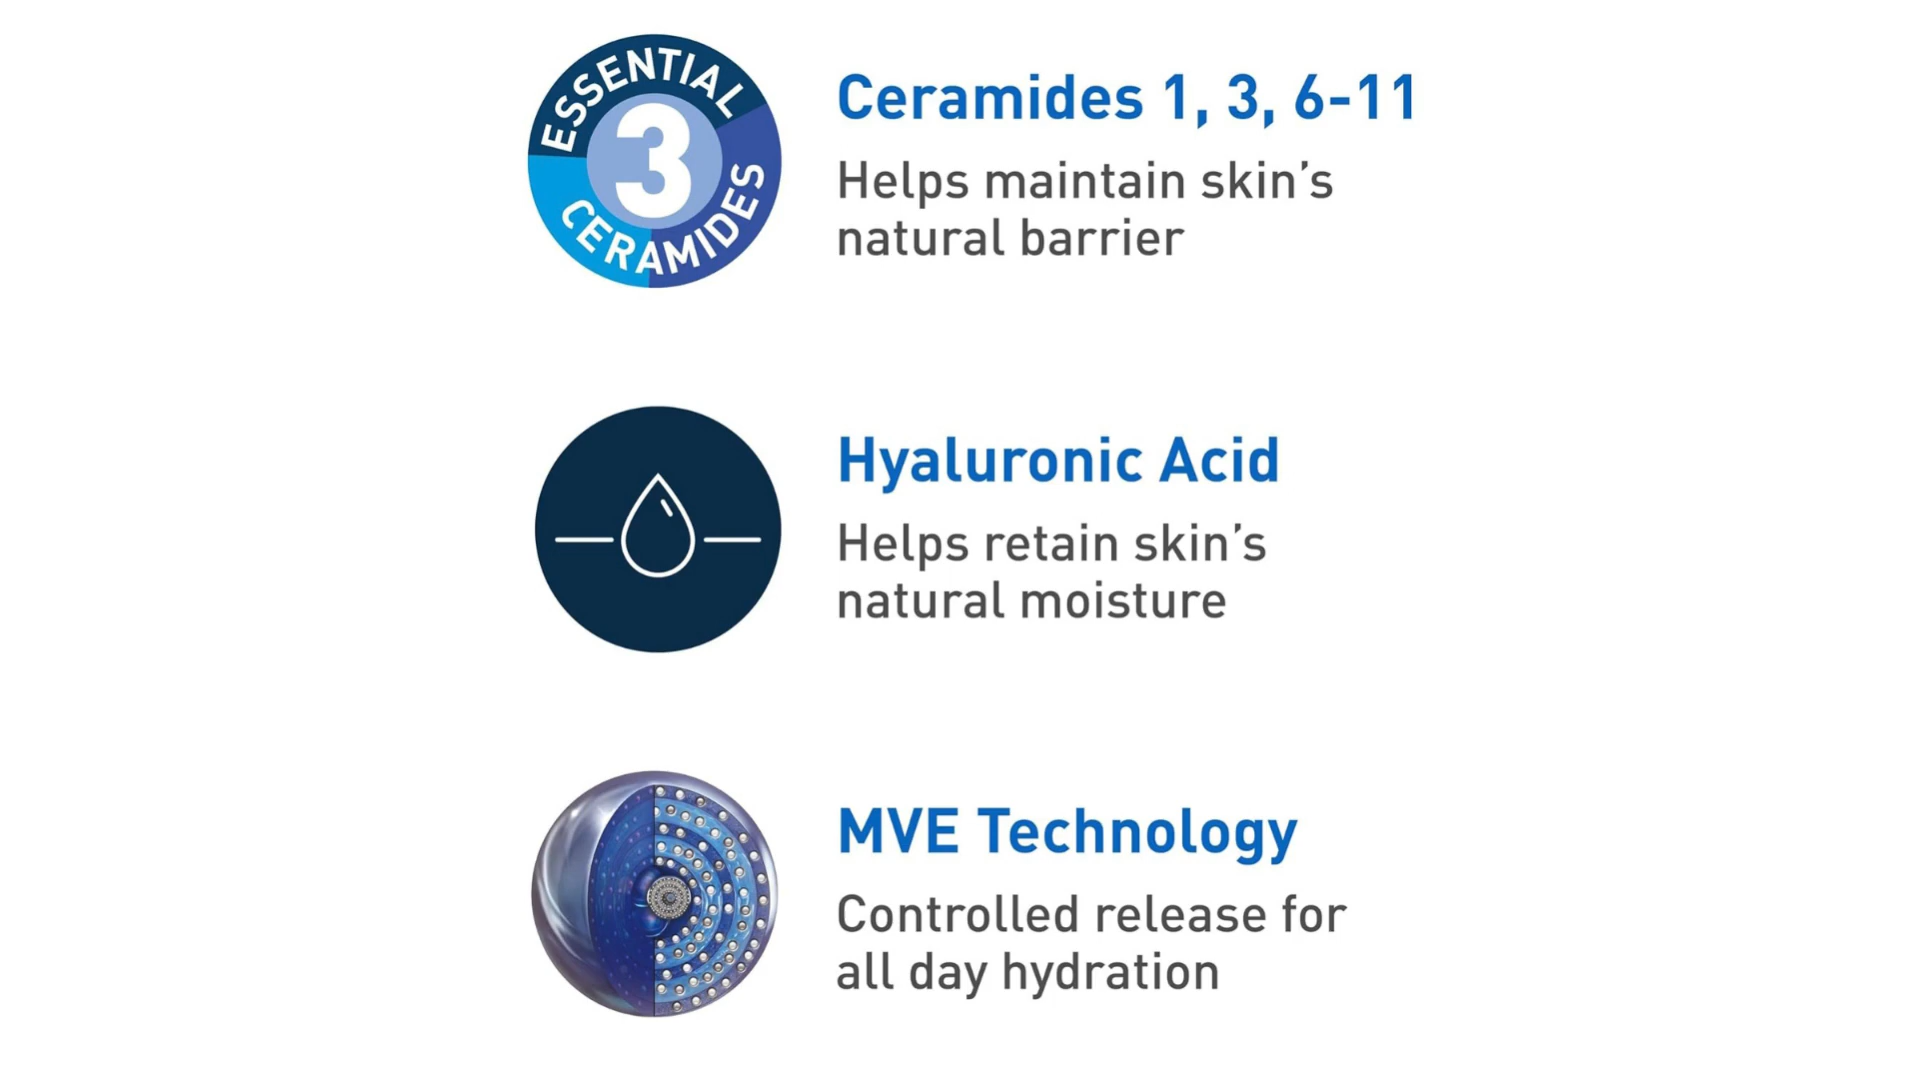 ESSENTIAL
3
CERAMIDES
Ceramides 1, 3, 6-11
Helps maintain skin’s
natural barrier
Hyaluronic Acid
Helps retain skin’s
natural moisture
MVE Technology
Controlled release for
all day hydration